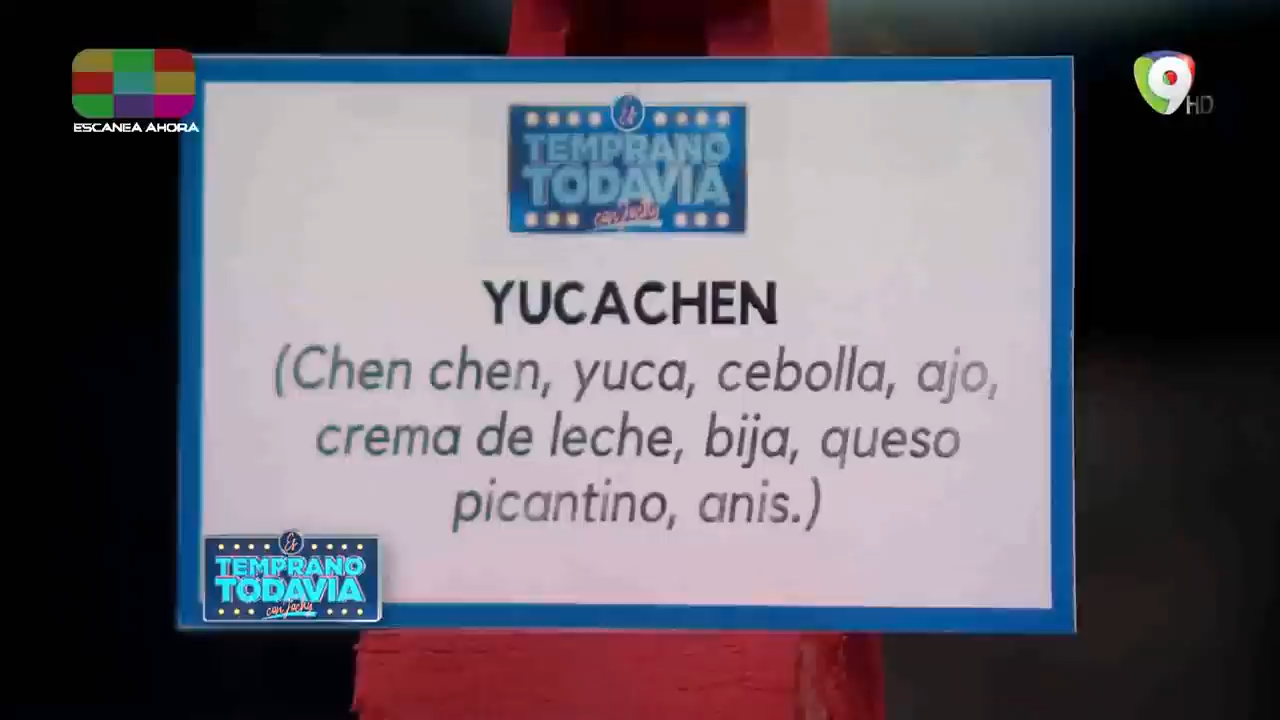 ESCANEA AHORA
9 HD
Es
TEMPRANO
TODAVIA
con Jochy
YUCACHEN
(Chen chen, yuca, cebolla, ajo,
crema de leche, bija, queso
picantino, anis.)
Es
TEMPRANO
TODAVIA
con Jochy